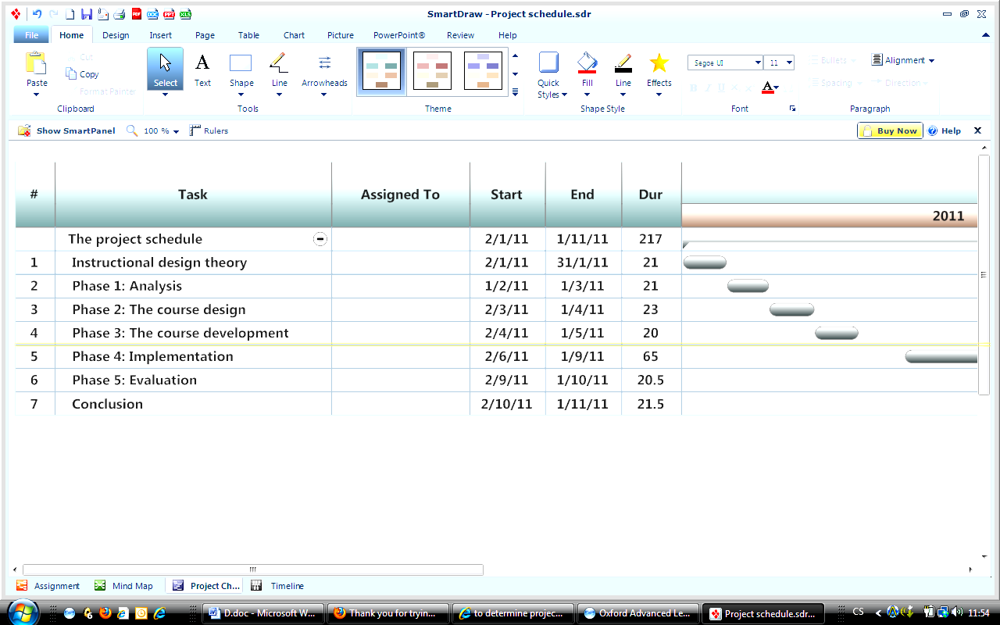 SmartDraw - Project schedule.sdr
PDF DOC PPT XLS
File Home Design Insert Page Table Chart Picture PowerPoint® Review Help
Paste Cut Copy Format Painter
Select A Text Shape Line Arrowheads
Quick Styles Fill Line Effects
Segoe UI 11 A
B I U X X
Bullets Alignment
Spacing Direction
Clipboard Tools Theme Shape Style Font Paragraph
Show SmartPanel 100 % Rulers Buy Now Help X
# Task Assigned To Start End Dur
2011
The project schedule 2/1/11 1/11/11 217
1 Instructional design theory 2/1/11 31/1/11 21
2 Phase 1: Analysis 1/2/11 1/3/11 21
3 Phase 2: The course design 2/3/11 1/4/11 23
4 Phase 3: The course development 2/4/11 1/5/11 20
5 Phase 4: Implementation 2/6/11 1/9/11 65
6 Phase 5: Evaluation 2/9/11 1/10/11 20.5
7 Conclusion 2/10/11 1/11/11 21.5
Assignment Mind Map Project Ch... Timeline
D.doc - Microsoft W... Thank you for tryin... to determine projec... Oxford Advanced Le... Project schedule.sdr... CS 11:54